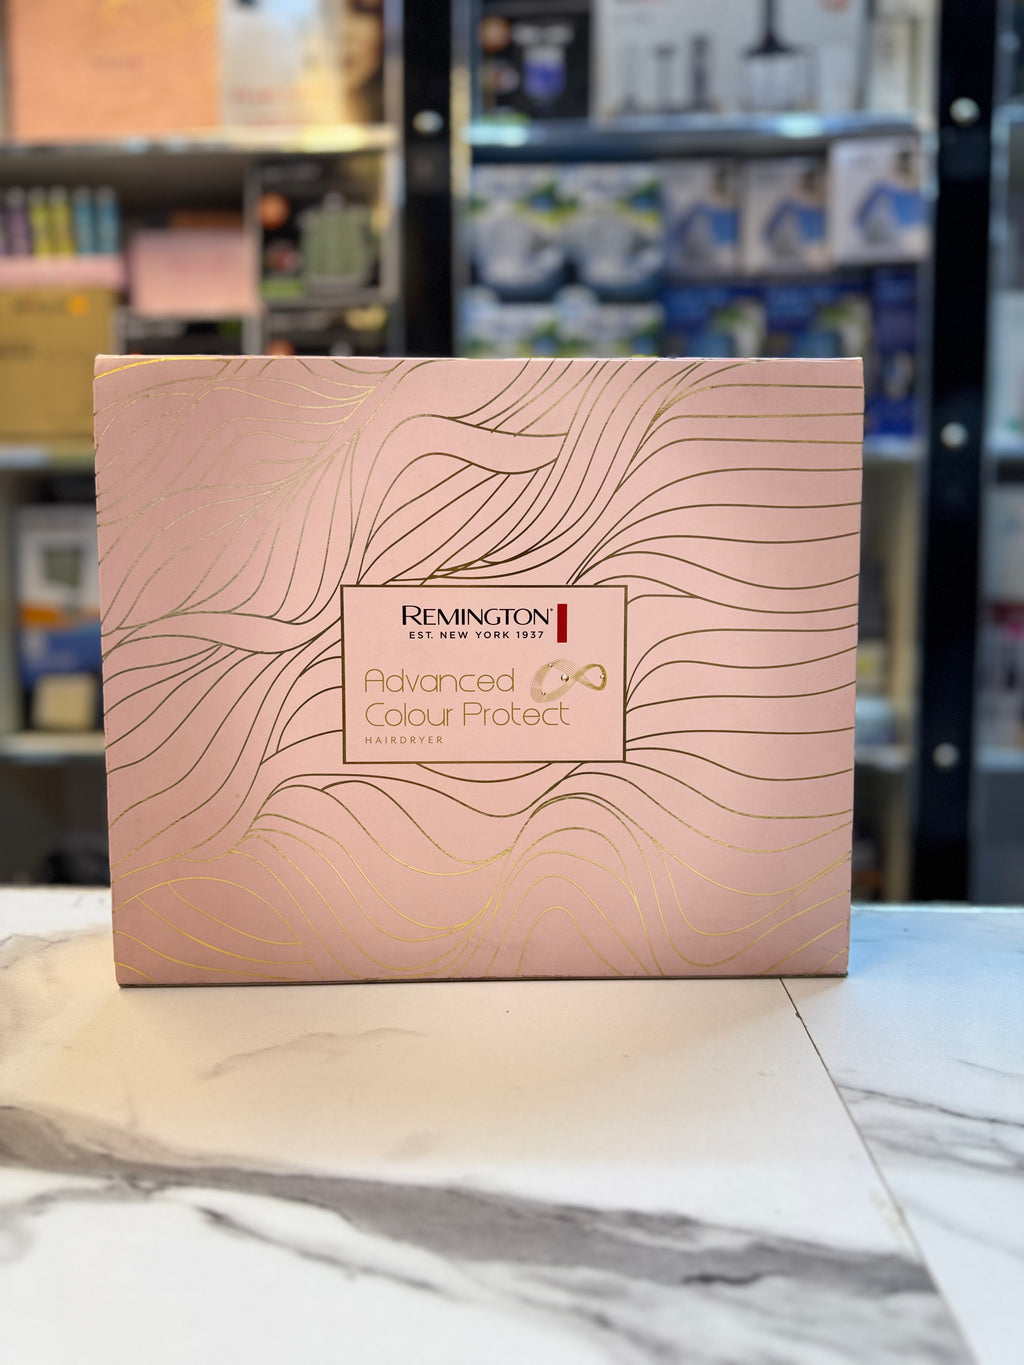 REMINGTON®
EST. NEW YORK 1937
Advanced
Colour Protect
HAIRDRYER